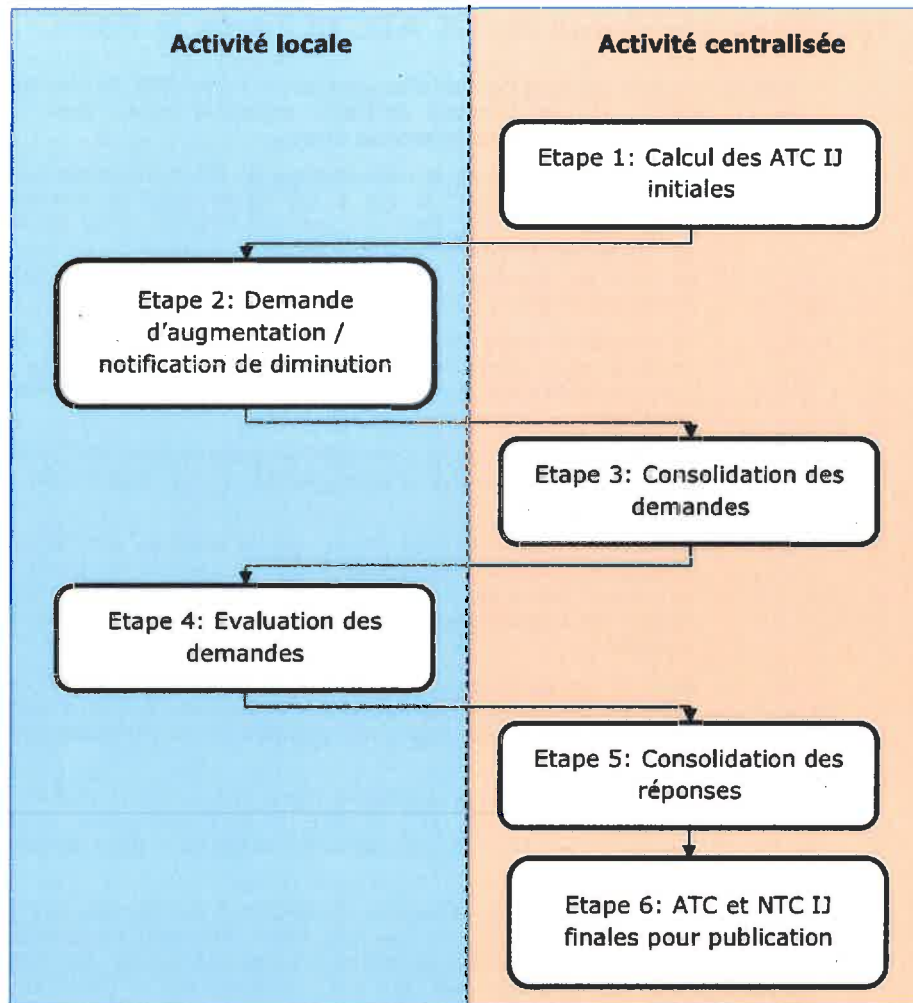 Activité locale
Activité centralisée
Etape 1: Calcul des ATC IJ
initiales
Etape 2: Demande
d'augmentation /
notification de diminution
Etape 3: Consolidation des
demandes
Etape 4: Evaluation des
demandes
Etape 5: Consolidation des
réponses
Etape 6: ATC et NTC IJ
finales pour publication